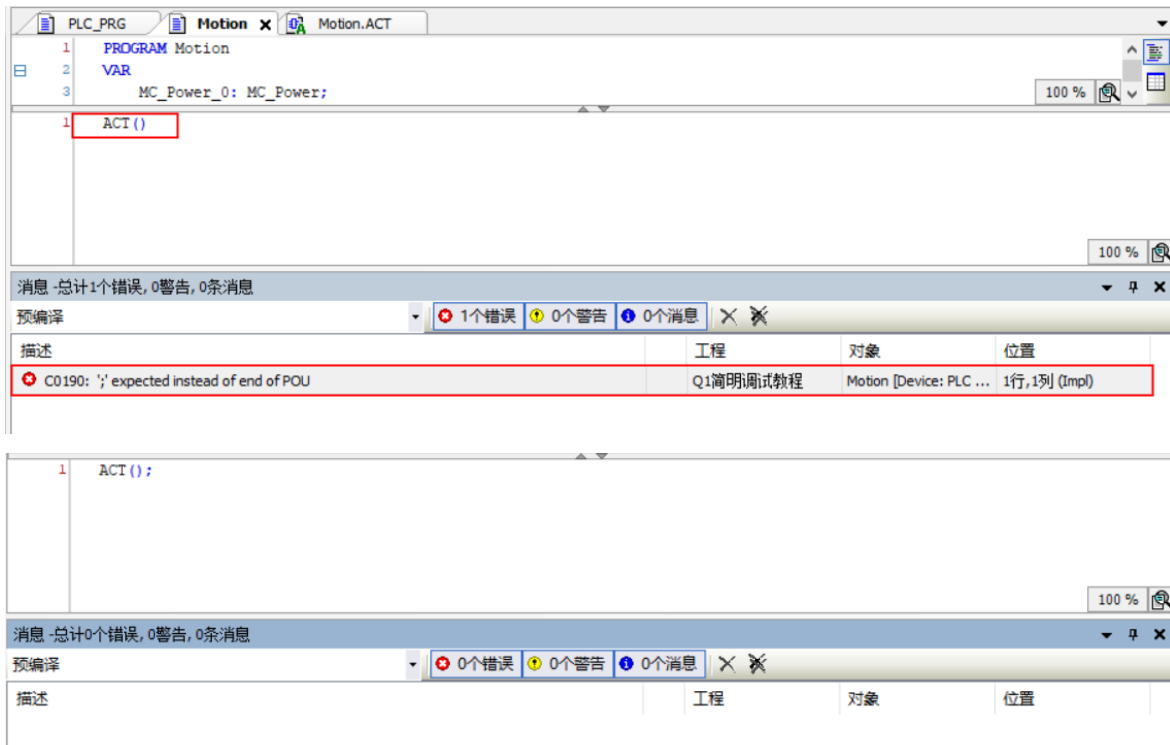 PLC_PRG Motion Motion.ACT
1 PROGRAM Motion
2 VAR
3 MC_Power_0: MC_Power;
100 %
1 ACT()
100 %
消息 -总计1个错误, 0警告, 0条消息
预编译 1个错误 0个警告 0个消息
描述 工程 对象 位置
C0190: ';' expected instead of end of POU Q1简明调试教程 Motion [Device: PLC ... 1行,1列 (Impl)
1 ACT();
100 %
消息 -总计0个错误, 0警告, 0条消息
预编译 0个错误 0个警告 0个消息
描述 工程 对象 位置